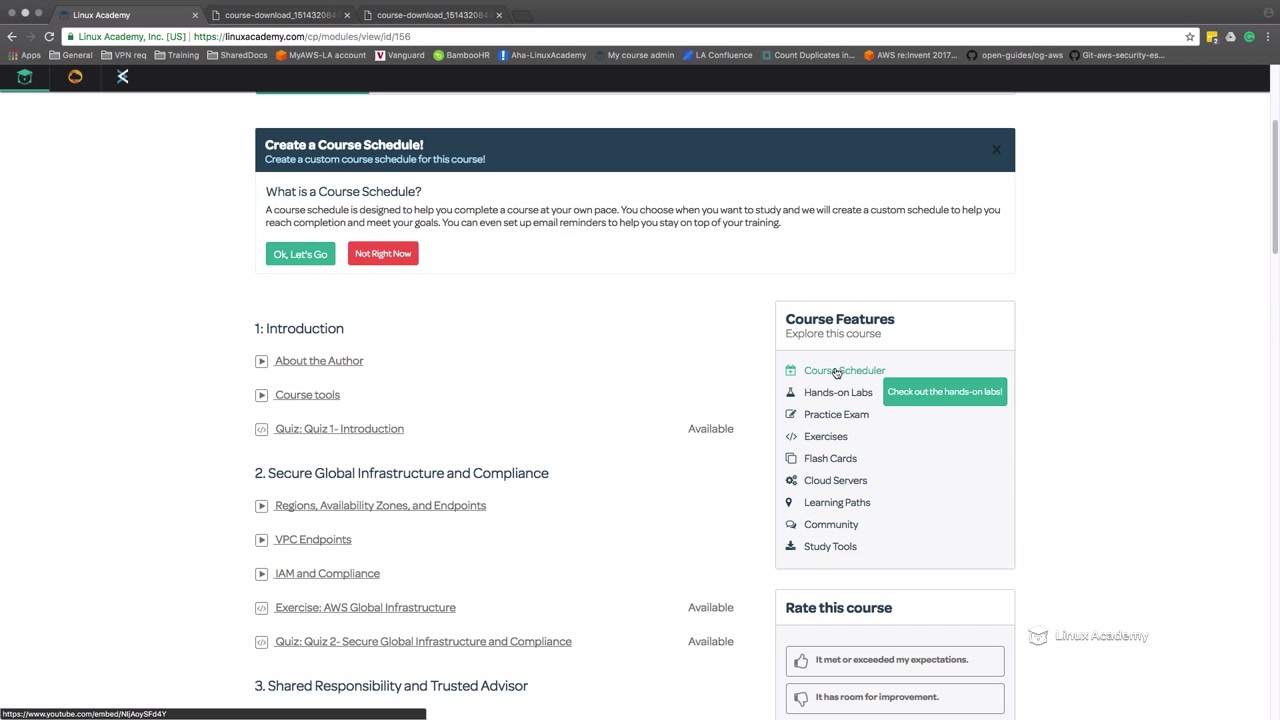 Linux Academy
course-download_151432084
course-download_151432084
Linux Academy, Inc. [US] | https://linuxacademy.com/cp/modules/view/id/156
Apps General VPN req Training SharedDocs MyAWS-LA account Vanguard BambooHR Aha-LinuxAcademy My course admin LA Confluence Count Duplicates in... AWS re:Invent 2017... open-guides/og-aws Git-aws-security-es...
Create a Course Schedule!
Create a custom course schedule for this course!
X
What is a Course Schedule?
A course schedule is designed to help you complete a course at your own pace. You choose when you want to study and we will create a custom schedule to help you
reach completion and meet your goals. You can even set up email reminders to help you stay on top of your training.
Ok, Let's Go
Not Right Now
1: Introduction
About the Author
Course tools
Quiz: Quiz 1- Introduction Available
2. Secure Global Infrastructure and Compliance
Regions, Availability Zones, and Endpoints
VPC Endpoints
IAM and Compliance
Exercise: AWS Global Infrastructure Available
Quiz: Quiz 2- Secure Global Infrastructure and Compliance Available
3. Shared Responsibility and Trusted Advisor
Course Features
Explore this course
Course Scheduler
Hands-on Labs
Check out the hands-on labs!
Practice Exam
Exercises
Flash Cards
Cloud Servers
Learning Paths
Community
Study Tools
Rate this course
It met or exceeded my expectations.
It has room for improvement.
Linux Academy
https://www.youtube.com/embed/NIjAoySFd4Y